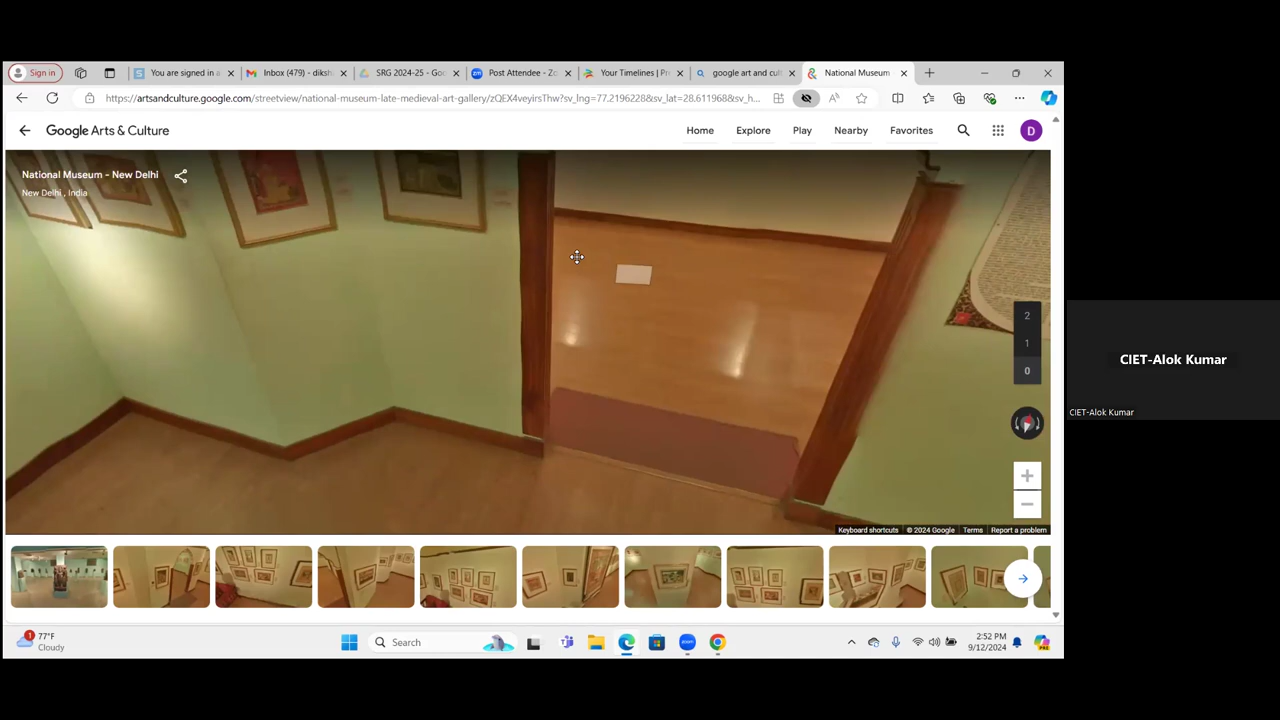 Sign in
You are signed in a
Inbox (479) - diksh
SRG 2024-25 - Goo
Post Attendee - Zo
Your Timelines | Pr
google art and cult
National Museum
https://artsandculture.google.com/streetview/national-museum-late-medieval-art-gallery/zQEX4veyirsThw?sv_lng=77.2196228&sv_lat=28.611968&sv_h...
Google Arts & Culture
Home
Explore
Play
Nearby
Favorites
D
National Museum - New Delhi
New Delhi , India
2
1
0
CIET-Alok Kumar
CIET-Alok Kumar
Keyboard shortcuts
© 2024 Google
Terms
Report a problem
1
77°F
Cloudy
Search
2:52 PM
9/12/2024